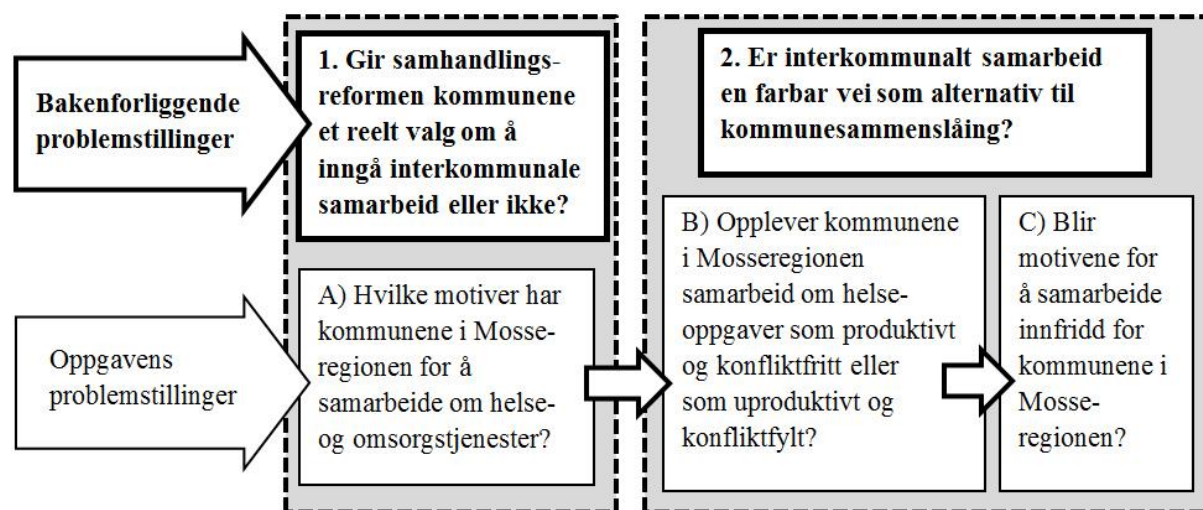 Bakenforliggende
problemstillinger
1. Gir samhandlings-
reformen kommunene
et reelt valg om å
inngå interkommunale
samarbeid eller ikke?
2. Er interkommunalt samarbeid
en farbar vei som alternativ til
kommunesammenslåing?
Oppgavens
problemstillinger
A) Hvilke motiver har
kommunene i Mosse-
regionen for å
samarbeide om helse-
og omsorgstjenester?
B) Opplever kommunene
i Mosseregionen
samarbeid om helse-
oppgaver som produktivt
og konfliktfritt eller
som uproduktivt og
konfliktfylt?
C) Blir
motivene for
å samarbeide
innfridd for
kommunene i
Mosse-
regionen?